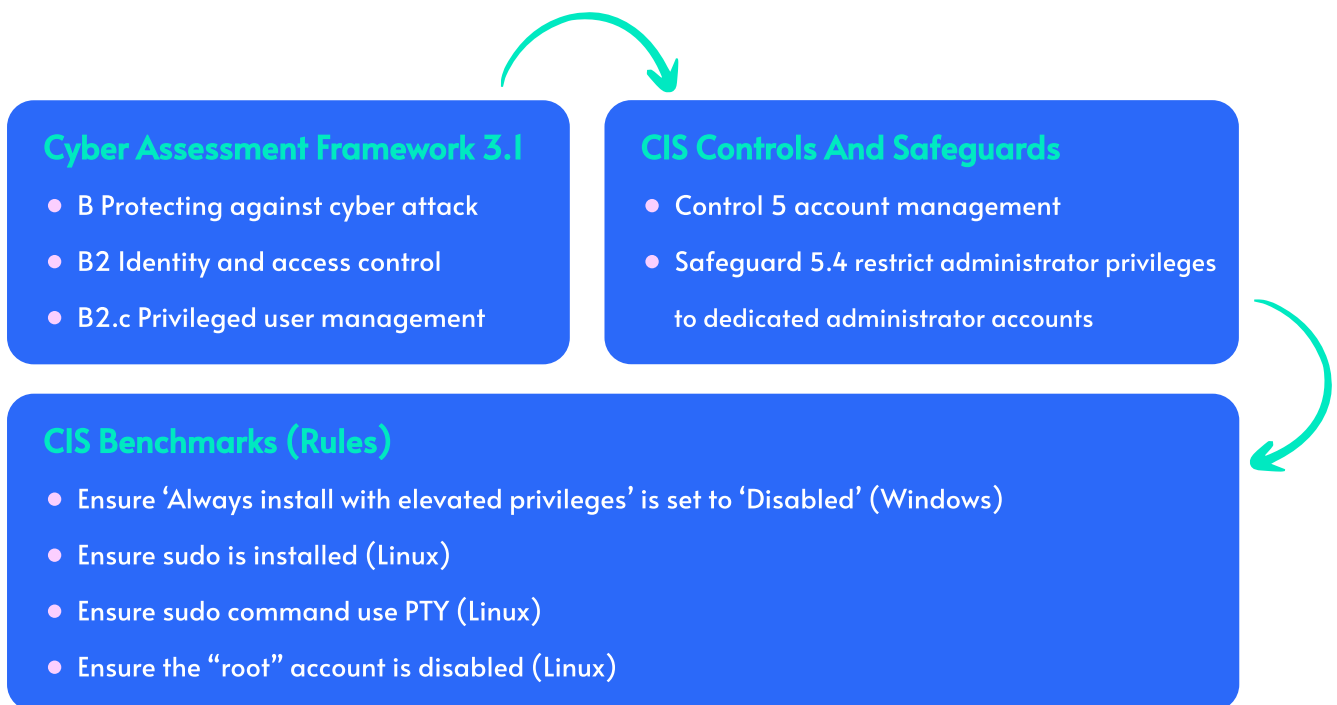 Cyber Assessment Framework 3.1
B Protecting against cyber attack
B2 Identity and access control
B2.c Privileged user management
CIS Controls And Safeguards
Control 5 account management
Safeguard 5.4 restrict administrator privileges
to dedicated administrator accounts
CIS Benchmarks (Rules)
Ensure ‘Always install with elevated privileges’ is set to ‘Disabled’ (Windows)
Ensure sudo is installed (Linux)
Ensure sudo command use PTY (Linux)
Ensure the “root” account is disabled (Linux)